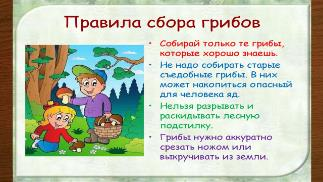 Правила сбора грибов
• Собирай только те грибы,
которые хорошо знаешь.
• Не надо собирать старые
съедобные грибы. В них
может накопиться опасный
для человека яд.
• Нельзя разрывать и
раскидывать лесную
подстилку.
• Грибы нужно аккуратно
срезать ножом или
выкручивать из земли.